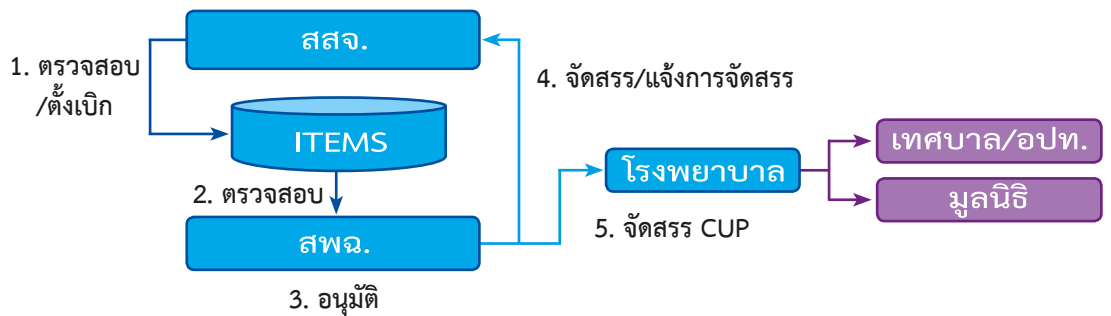 สสจ.
1. ตรวจสอบ
/ตั้งเบิก
4. จัดสรร/แจ้งการจัดสรร
ITEMS
เทศบาล/อปท.
โรงพยาบาล
2. ตรวจสอบ
มูลนิธิ
สพฉ.
5. จัดสรร CUP
3. อนุมัติ